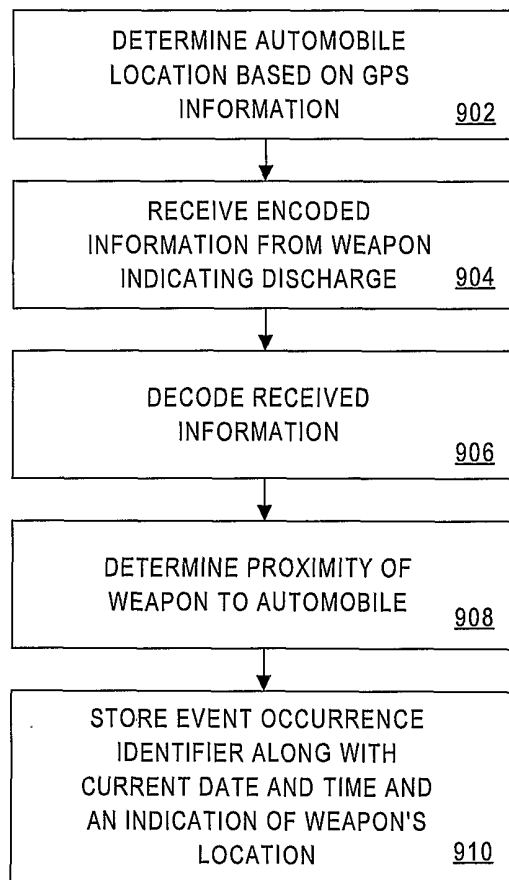 DETERMINE AUTOMOBILE
LOCATION BASED ON GPS
INFORMATION
902
RECEIVE ENCODED
INFORMATION FROM WEAPON
INDICATING DISCHARGE
904
DECODE RECEIVED
INFORMATION
906
DETERMINE PROXIMITY OF
WEAPON TO AUTOMOBILE
908
STORE EVENT OCCURRENCE
IDENTIFIER ALONG WITH
CURRENT DATE AND TIME AND
AN INDICATION OF WEAPON'S
LOCATION
910